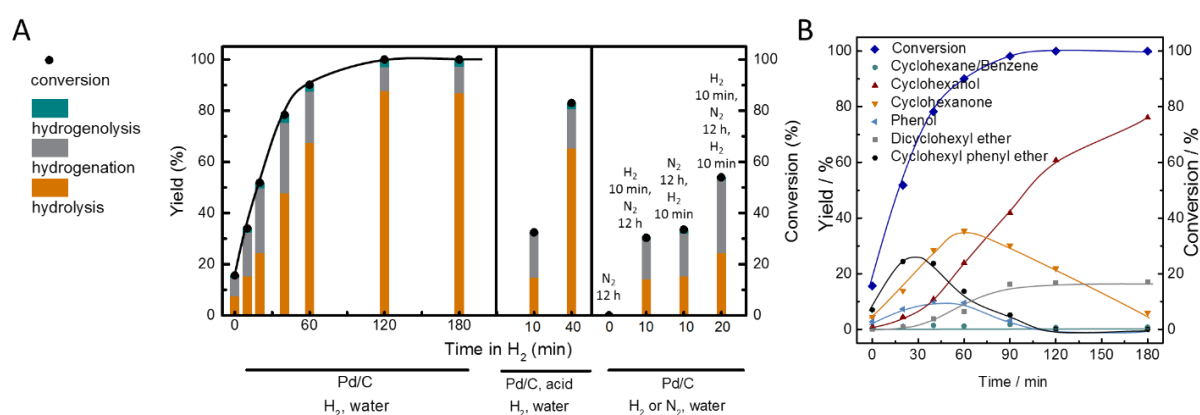 A
conversion
hydrogenolysis
hydrogenation
hydrolysis
Yield (%)
100
80
60
40
20
0
0
60
120
180
10
40
0
10
10
20
Time in H2 (min)
N2
12 h
H2
10 min,
N2
12 h
N2
12 h,
H2
10 min
H2
10 min,
N2
12 h,
H2
10 min
100
80
60
40
20
0
Conversion (%)
Pd/C
H2, water
Pd/C, acid
H2, water
Pd/C
H2 or N2, water
B
Yield / %
100
80
60
40
20
0
Conversion
Cyclohexane/Benzene
Cyclohexanol
Cyclohexanone
Phenol
Dicyclohexyl ether
Cyclohexyl phenyl ether
100
80
60
40
20
0
Conversion / %
0
30
60
90
120
150
180
Time / min